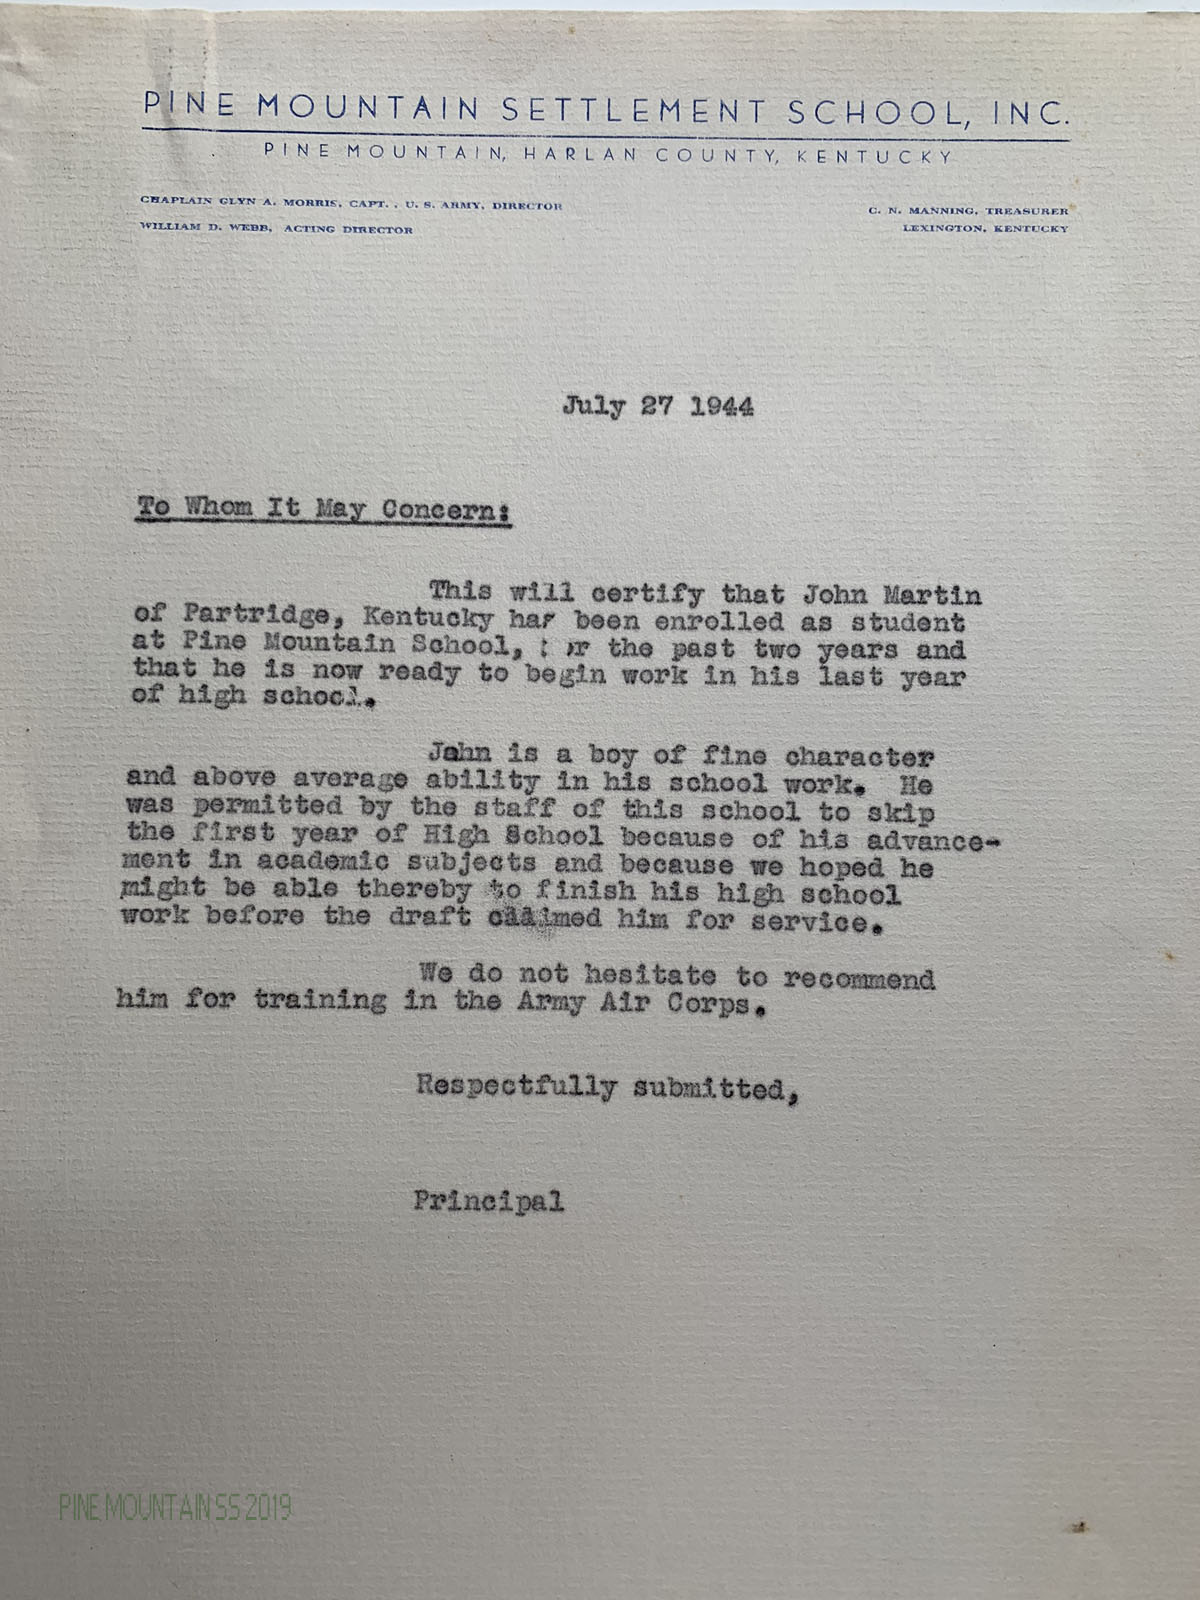 PINE MOUNTAIN SETTLEMENT SCHOOL, INC.
PINE MOUNTAIN, HARLAN COUNTY, KENTUCKY
CHAPLAIN GLYN A. MORRIS, CAPT., U. S. ARMY, DIRECTOR
WILLIAM D. WEBB, ACTING DIRECTOR
C. N. MANNING, TREASURER
LEXINGTON, KENTUCKY
July 27 1944
To Whom It May Concern:
This will certify that John Martin
of Partridge, Kentucky has been enrolled as student
at Pine Mountain School, for the past two years and
that he is now ready to begin work in his last year
of high school.
John is a boy of fine character
and above average ability in his school work. He
was permitted by the staff of this school to skip
the first year of High School because of his advance-
ment in academic subjects and because we hoped he
might be able thereby to finish his high school
work before the draft claimed him for service.
We do not hesitate to recommend
him for training in the Army Air Corps.
Respectfully submitted,
Principal
PINE MOUNTAIN SS 2019